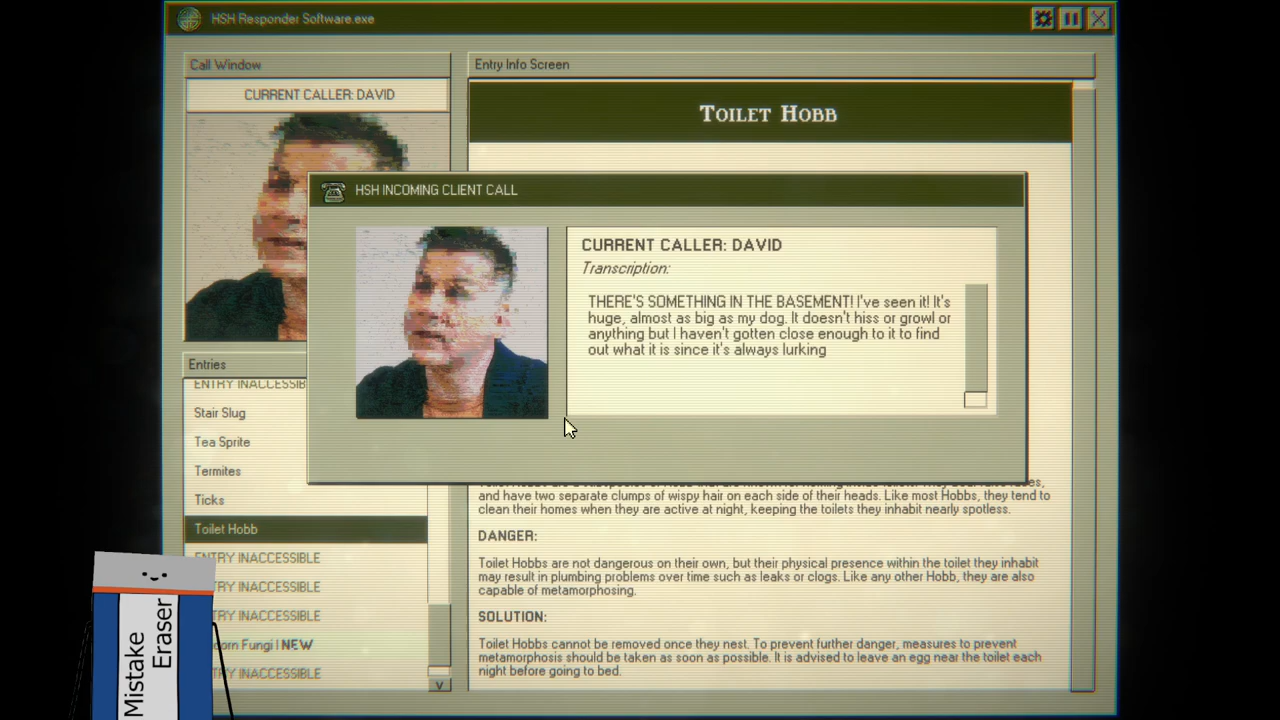 HSH Responder Software.exe
Call Window
CURRENT CALLER: DAVID
Entry Info Screen
TOILET HOBB
HSH INCOMING CLIENT CALL
CURRENT CALLER: DAVID
Transcription:
THERE'S SOMETHING IN THE BASEMENT! I've seen it! It's
huge, almost as big as my dog. It doesn't hiss or growl or
anything but I haven't gotten close enough to it to find
out what it is since it's always lurking
Entries
ENTRY INACCESSIB
Stair Slug
Tea Sprite
Termites
Ticks
Toilet Hobb
ENTRY INACCESSIBLE
TRY INACCESSIBLE
TRY INACCESSIBLE
orn Fungi | NEW
TRY INACCESSIBLE
v
and have two separate clumps of wispy hair on each side of their heads. Like most Hobbs, they tend to
clean their homes when they are active at night, keeping the toilets they inhabit nearly spotless.
DANGER:
Toilet Hobbs are not dangerous on their own, but their physical presence within the toilet they inhabit
may result in plumbing problems over time such as leaks or clogs. Like any other Hobb, they are also
capable of metamorphosing.
SOLUTION:
Toilet Hobbs cannot be removed once they nest. To prevent further danger, measures to prevent
metamorphosis should be taken as soon as possible. It is advised to leave an egg near the toilet each
night before going to bed.
Mistake
Eraser